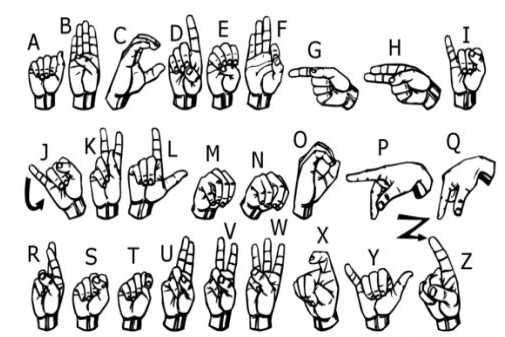 A B C D E F G H I
J K L M N O P Q
R S T U V W X Y Z